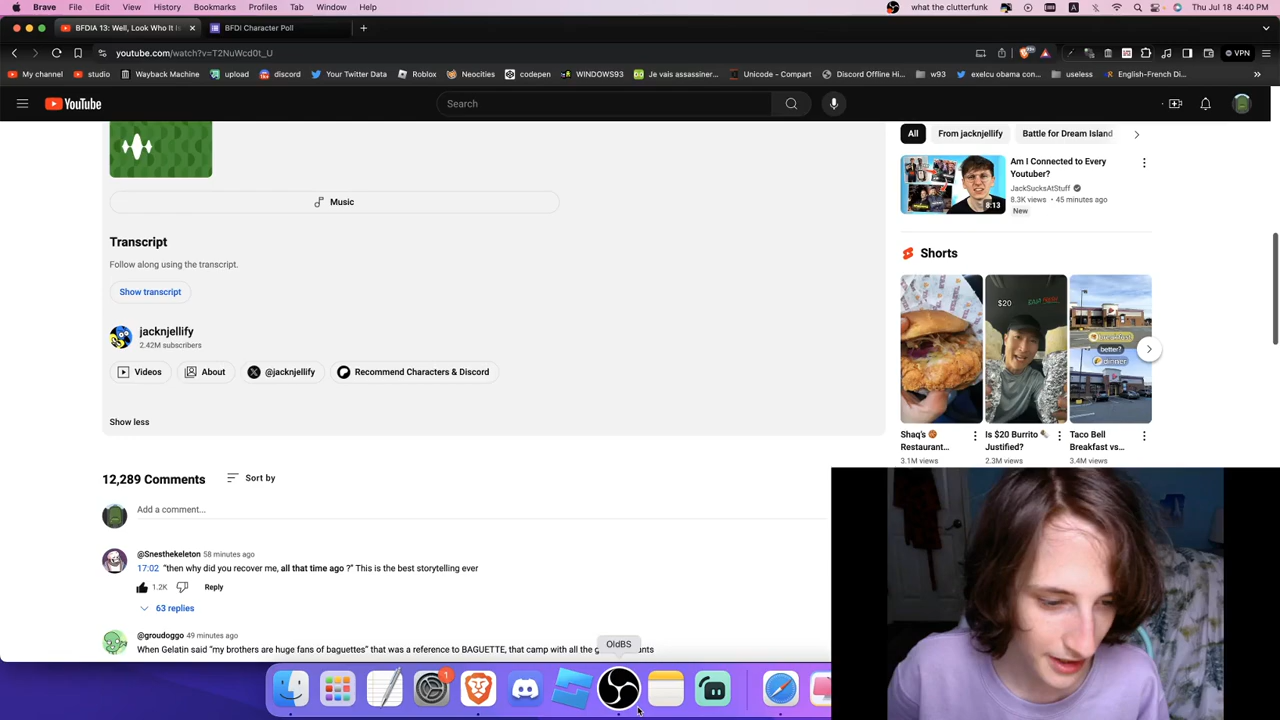 Brave File Edit View History Bookmarks Profiles Tab Window Help what the clutterfunk A Thu Jul 18 4:40 PM
BFDIA 13: Well, Look Who It Is BFDI Character Poll
youtube.com/watch?v=T2NuWcd0t_U 99+ VPN
My channel studio Wayback Machine upload discord Your Twitter Data Roblox Neocities codepen WINDOWS93 Je vais assassiner... Unicode - Compart Discord Offline Hi... w93 exelcu obama con... useless English-French Di...
YouTube Search
All From jacknjellify Battle for Dream Island
Am I Connected to Every
Youtuber?
JackSucksAtStuff
8.3K views • 45 minutes ago
New
8:13
Music
Transcript
Follow along using the transcript.
Show transcript
Shorts
jacknjellify
2.42M subscribers
Videos About @jacknjellify Recommend Characters & Discord
Show less
$20
breakfast
better?
dinner
Shaq's
Restaurant...
3.1M views
Is $20 Burrito
Justified?
2.3M views
Taco Bell
Breakfast vs...
3.4M views
12,289 Comments Sort by
Add a comment...
@Snesthekeleton 58 minutes ago
17:02 "then why did you recover me, all that time ago ?" This is the best storytelling ever
1.2K Reply
63 replies
@groudoggo 49 minutes ago
When Gelatin said "my brothers are huge fans of baguettes" that was a reference to BAGUETTE, that camp with all the
OldBS
1